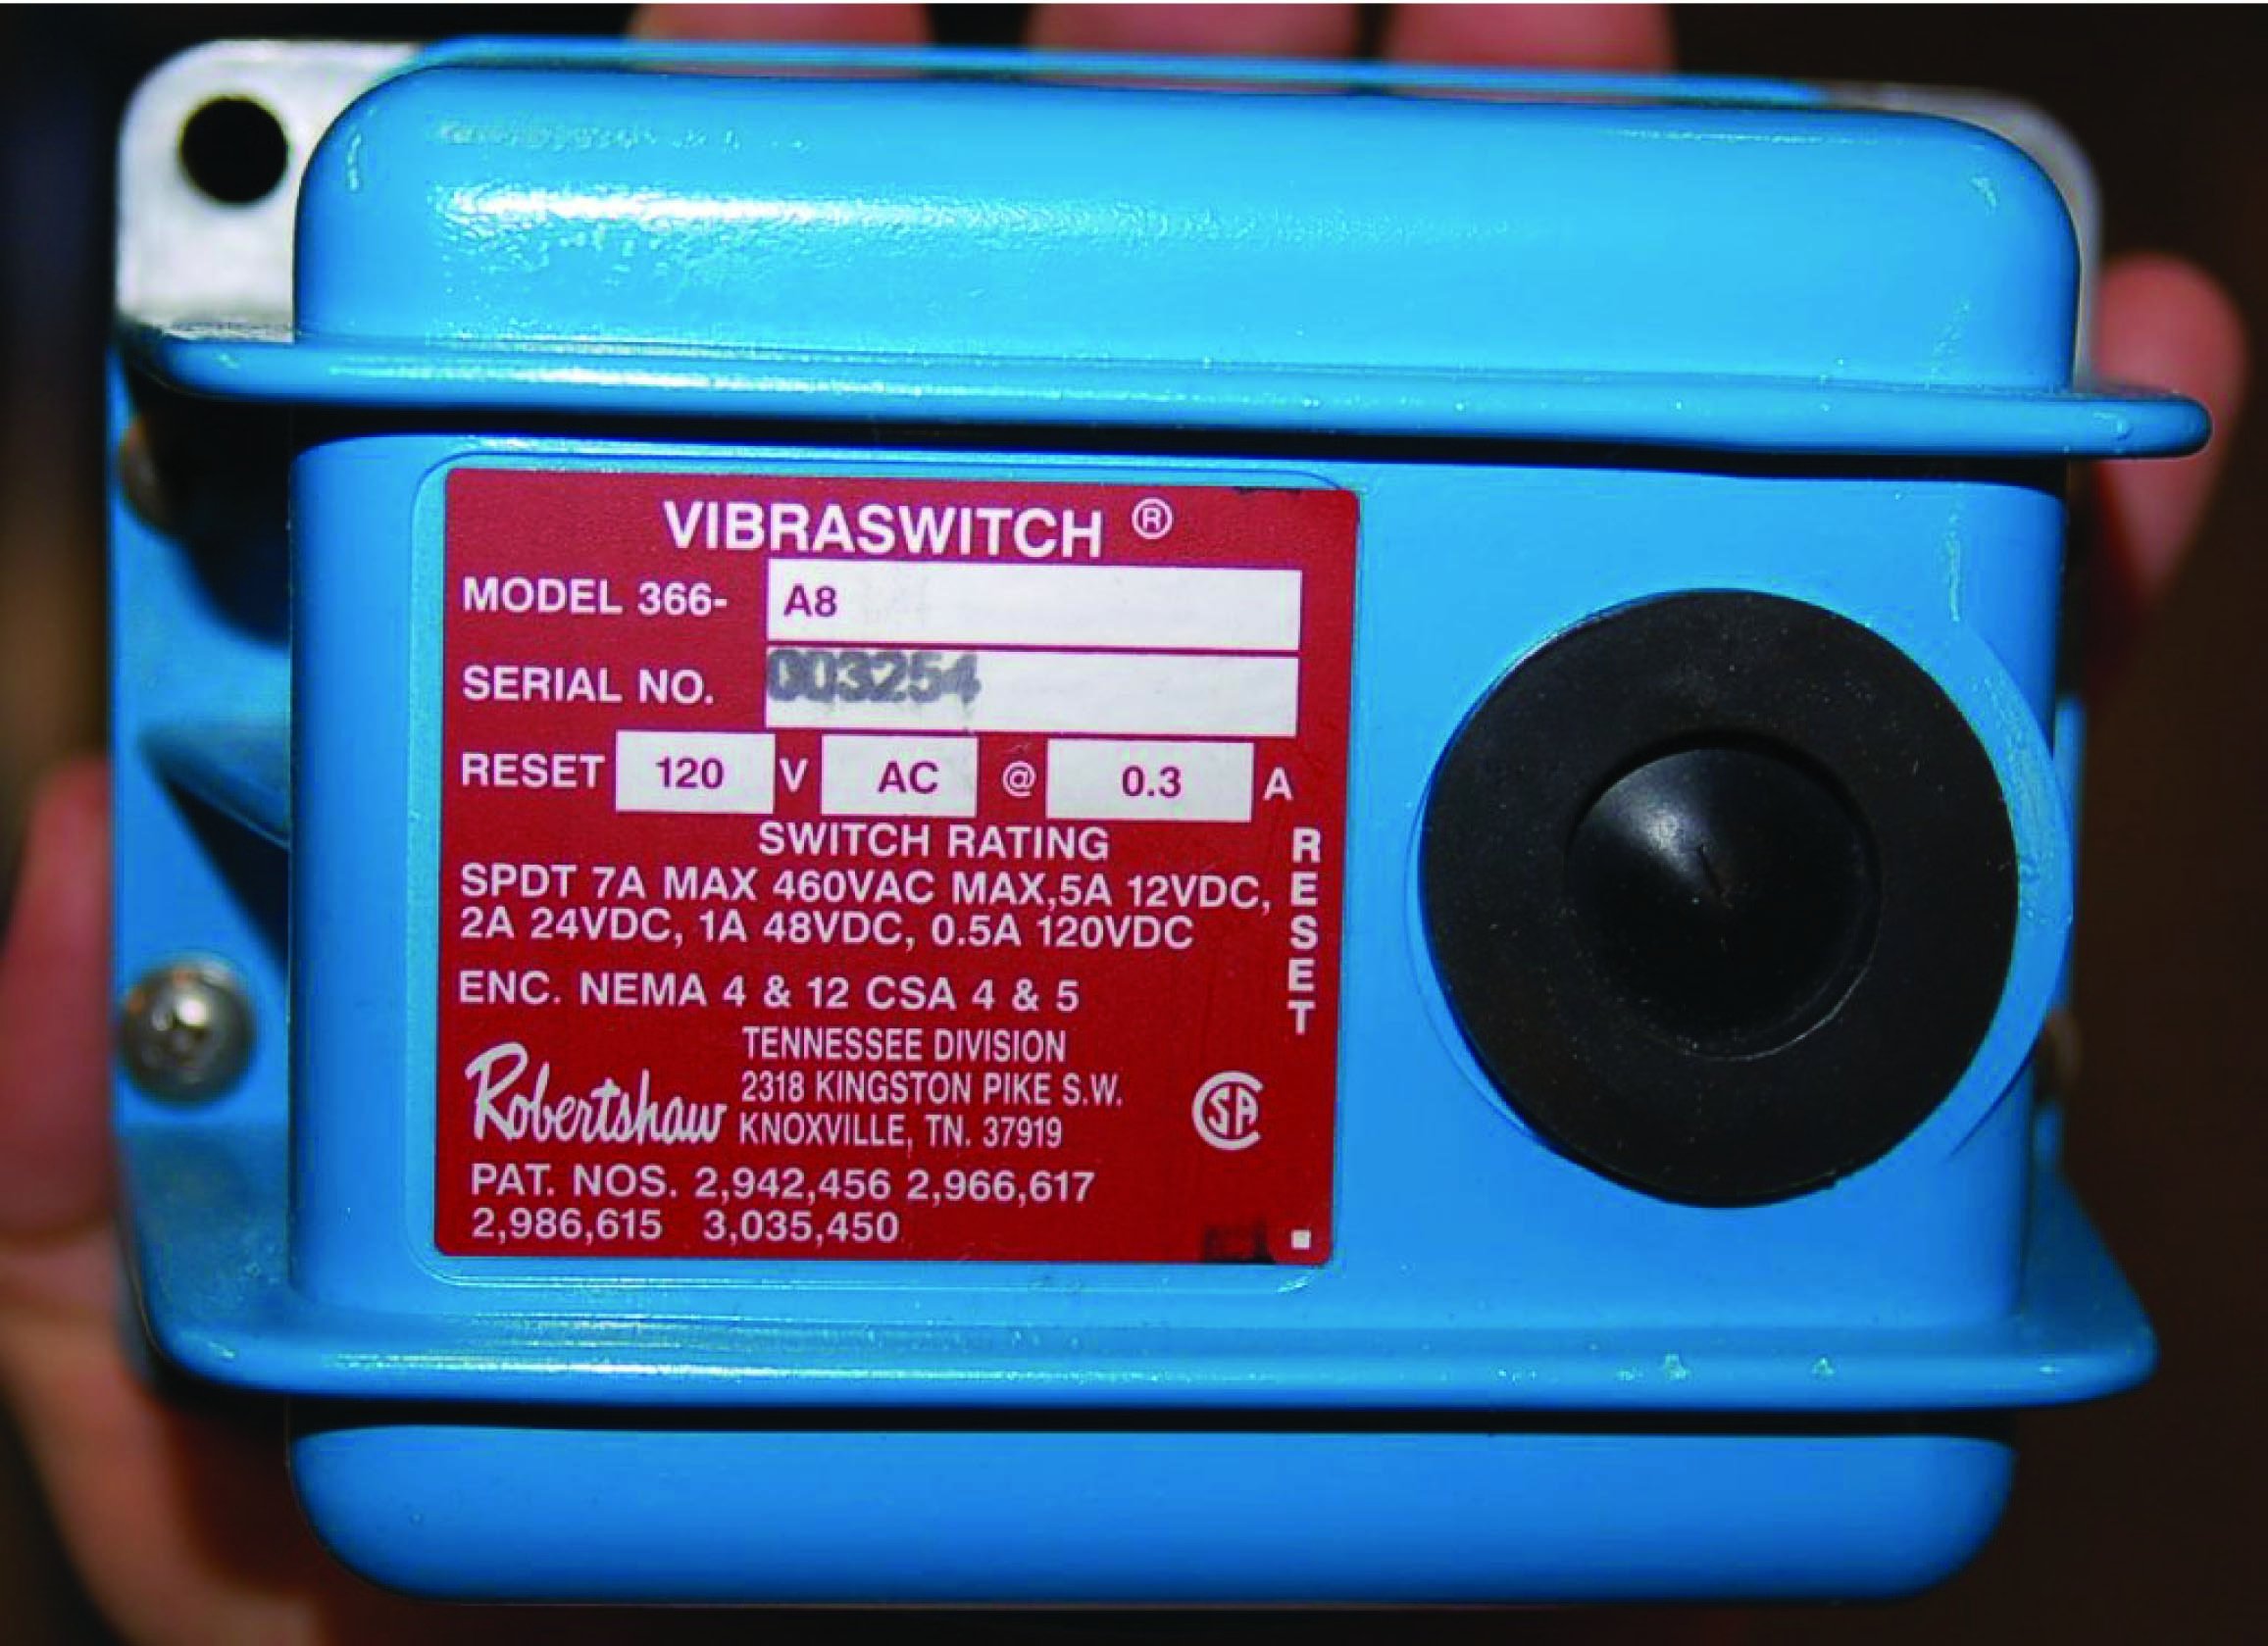 VIBRASWITCH ®
MODEL 366- A8
SERIAL NO. 003254
RESET 120 V AC @ 0.3 A
SWITCH RATING
SPDT 7A MAX 460VAC MAX,5A 12VDC,
2A 24VDC, 1A 48VDC, 0.5A 120VDC
RESET
ENC. NEMA 4 & 12 CSA 4 & 5
Robertshaw
TENNESSEE DIVISION
2318 KINGSTON PIKE S.W.
KNOXVILLE, TN. 37919
CSA
PAT. NOS. 2,942,456 2,966,617
2,986,615 3,035,450